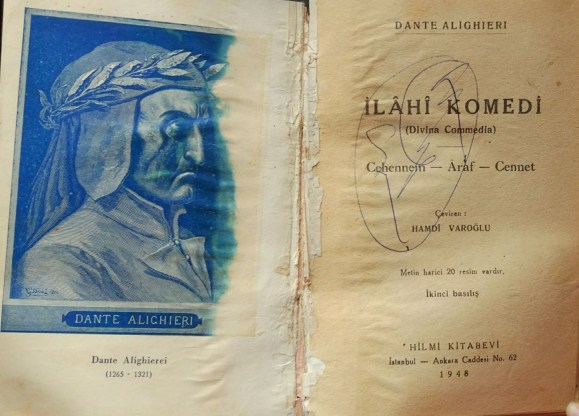 DANTE ALIGHIERI
Dante Alighierei
(1265 - 1321)
DANTE ALIGHIERI
İLÂHÎ KOMEDİ
(Divina Commedia)
Cehennem — Âraf — Cennet
Çeviren :
HAMDİ VAROĞLU
Metin harici 20 resim vardır.
İkinci basılış
HİLMİ KİTABEVİ
İstanbul — Ankara Caddesi No. 62
1948